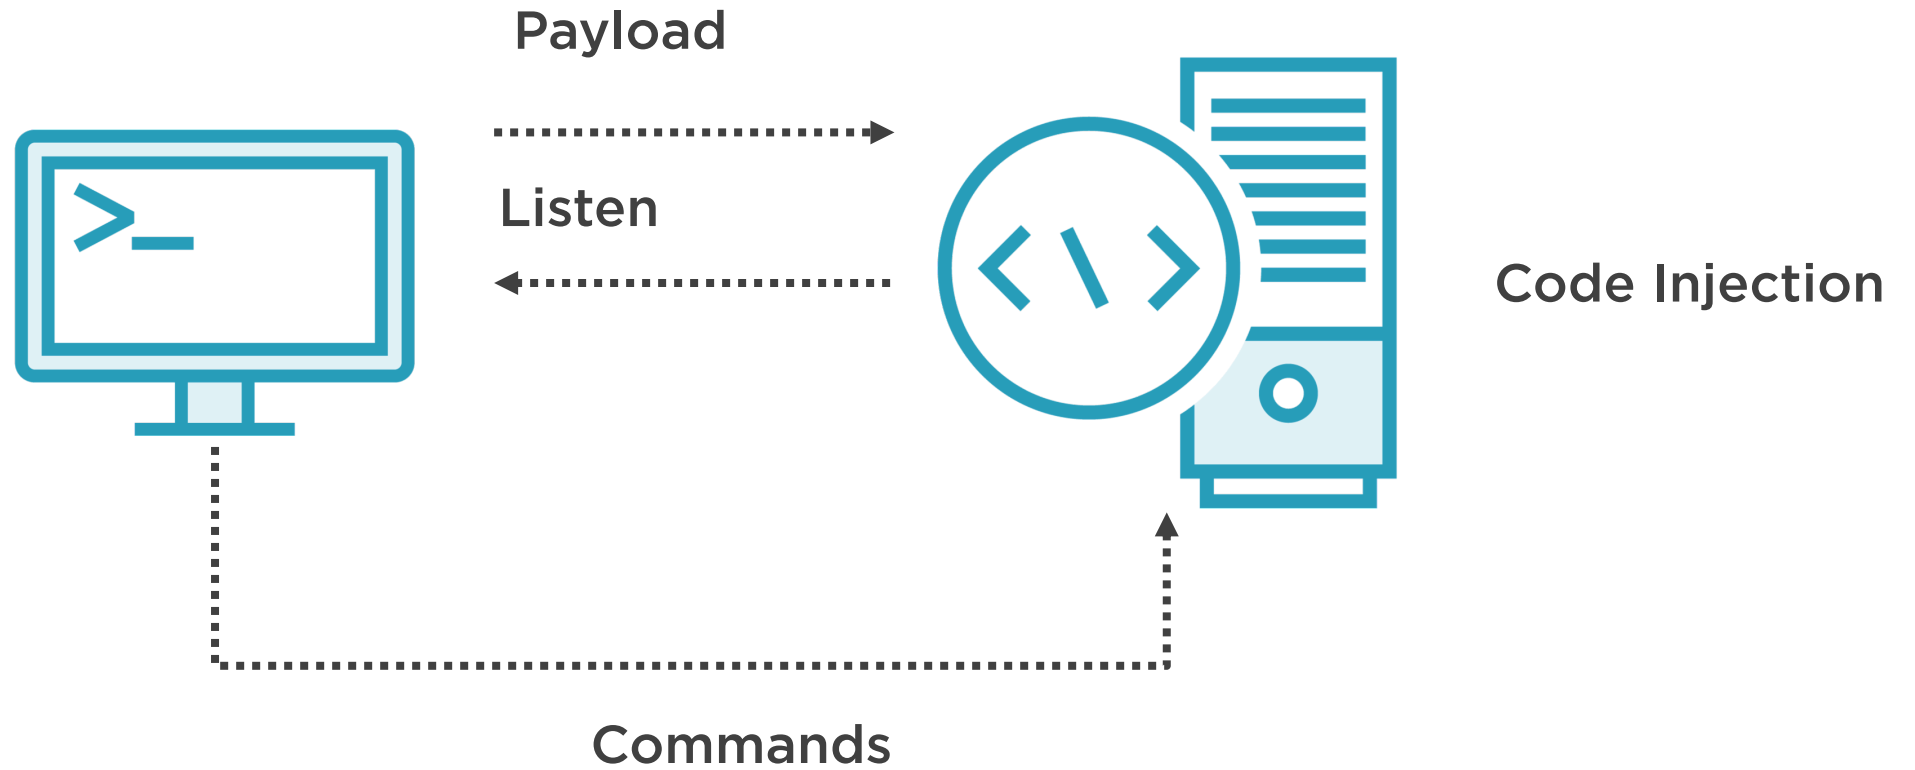 Payload
Listen
>_
< \ >
Code Injection
Commands